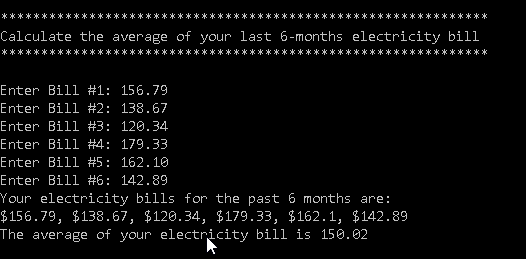 *************************************************************
Calculate the average of your last 6-months electricity bill
*************************************************************
Enter Bill #1: 156.79
Enter Bill #2: 138.67
Enter Bill #3: 120.34
Enter Bill #4: 179.33
Enter Bill #5: 162.10
Enter Bill #6: 142.89
Your electricity bills for the past 6 months are:
$156.79, $138.67, $120.34, $179.33, $162.1, $142.89
The average of your electricity bill is 150.02